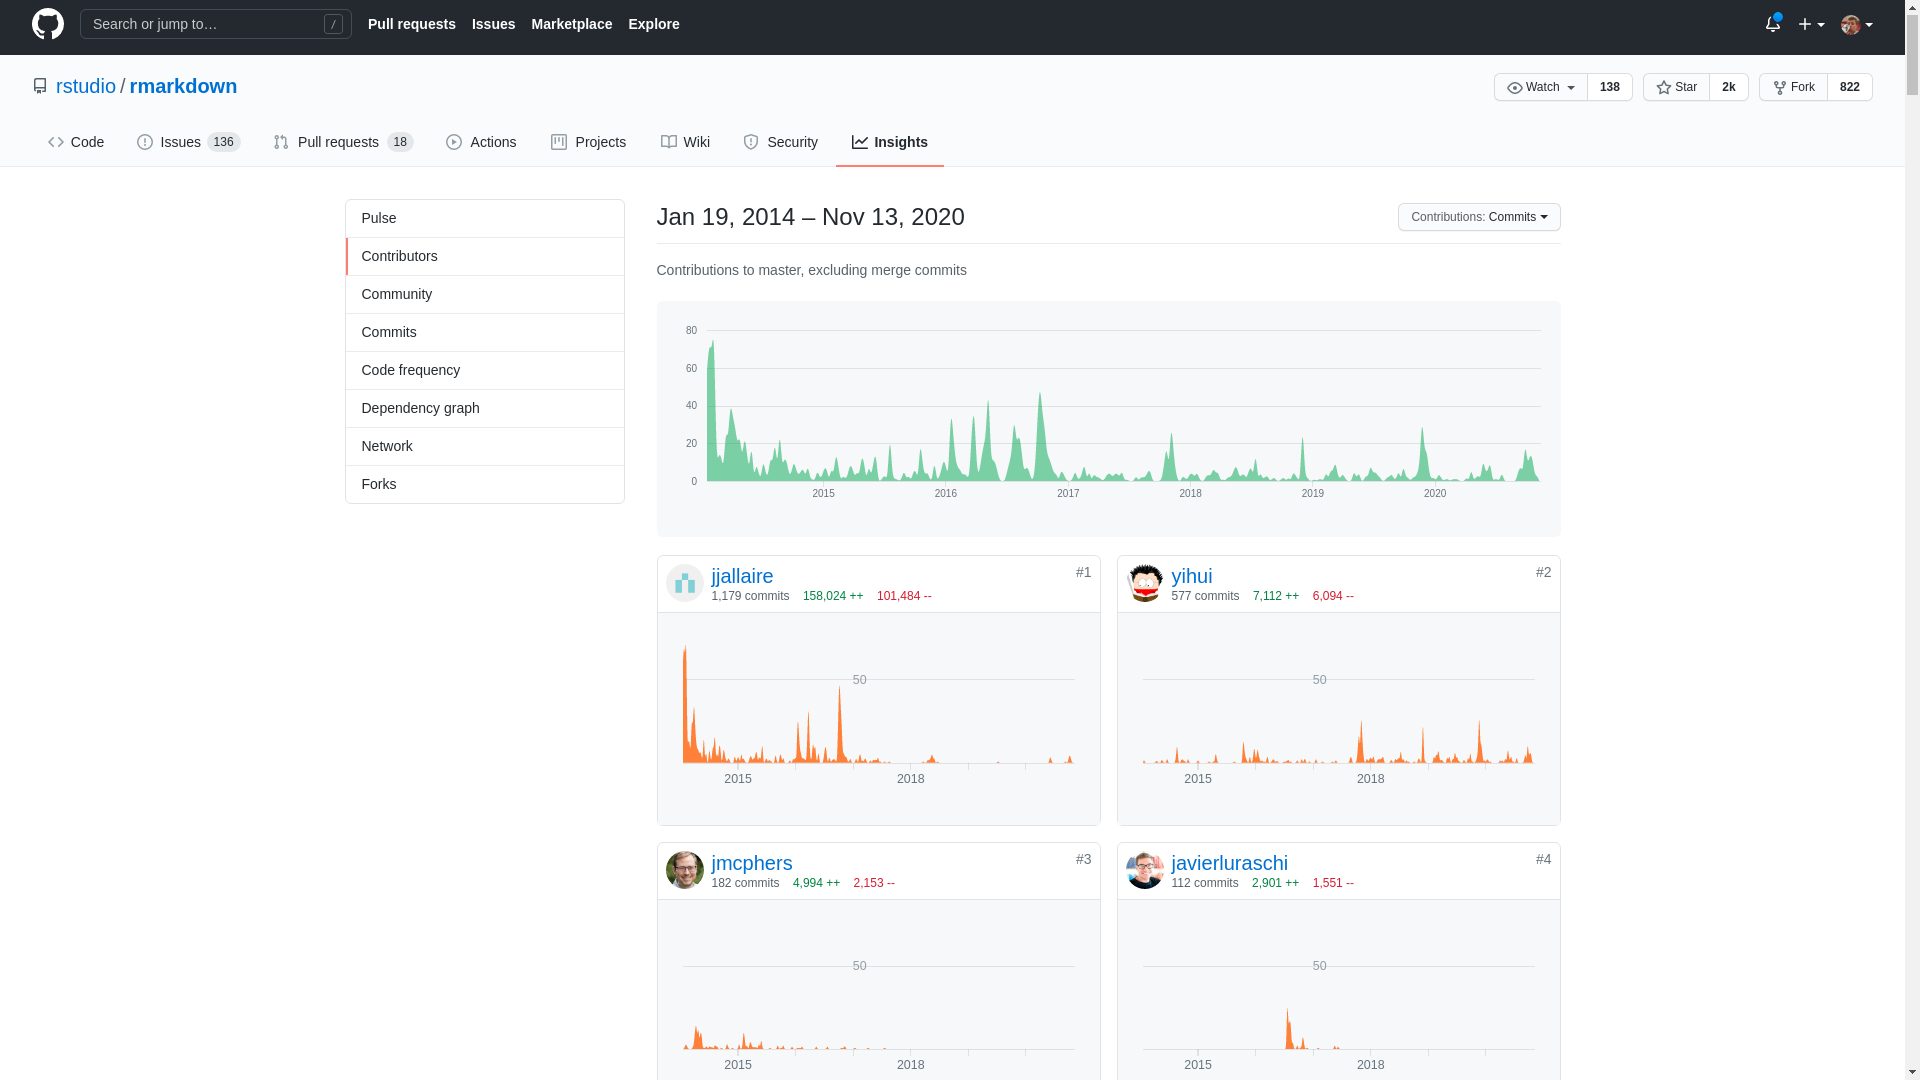 Search or jump to… /
Pull requests Issues Marketplace Explore
rstudio / rmarkdown
Watch 138 Star 2k Fork 822
Code Issues 136 Pull requests 18 Actions Projects Wiki Security Insights
Pulse
Contributors
Community
Commits
Code frequency
Dependency graph
Network
Forks
Jan 19, 2014 – Nov 13, 2020
Contributions: Commits
Contributions to master, excluding merge commits
80
60
40
20
0
2015 2016 2017 2018 2019 2020
jjallaire #1
1,179 commits 158,024 ++ 101,484 --
50
2015 2018
yihui #2
577 commits 7,112 ++ 6,094 --
50
2015 2018
jmcphers #3
182 commits 4,994 ++ 2,153 --
50
2015 2018
javierluraschi #4
112 commits 2,901 ++ 1,551 --
50
2015 2018